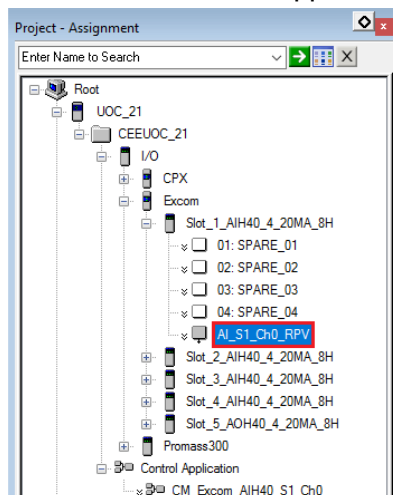 Project - Assignment
Enter Name to Search
Root
UOC_21
CEEUOC_21
I/O
CPX
Excom
Slot_1_AIH40_4_20MA_8H
01: SPARE_01
02: SPARE_02
03: SPARE_03
04: SPARE_04
AI_S1_Ch0_RPV
Slot_2_AIH40_4_20MA_8H
Slot_3_AIH40_4_20MA_8H
Slot_4_AIH40_4_20MA_8H
Slot_5_AOH40_4_20MA_8H
Promass300
Control Application
CM_Excom_AIH40_S1_Ch0